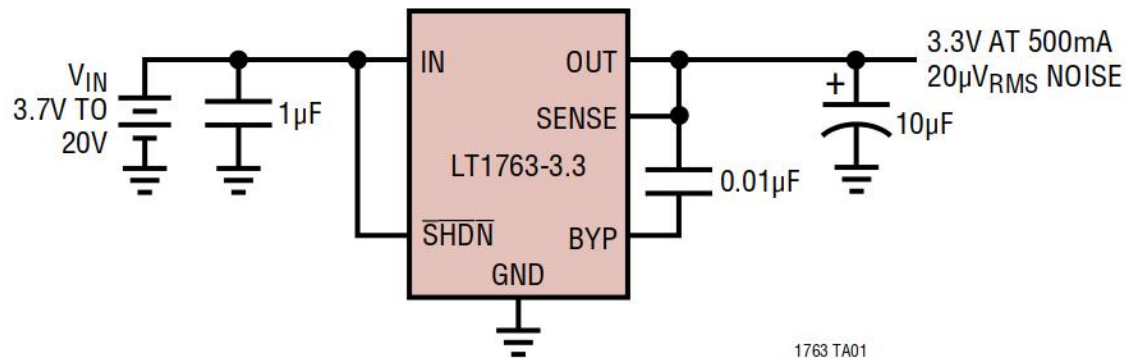 V_IN
3.7V TO
20V
1µF
IN
OUT
SENSE
LT1763-3.3
SHDN
BYP
GND
0.01µF
+
10µF
3.3V AT 500mA
20µV_RMS NOISE
1763 TA01